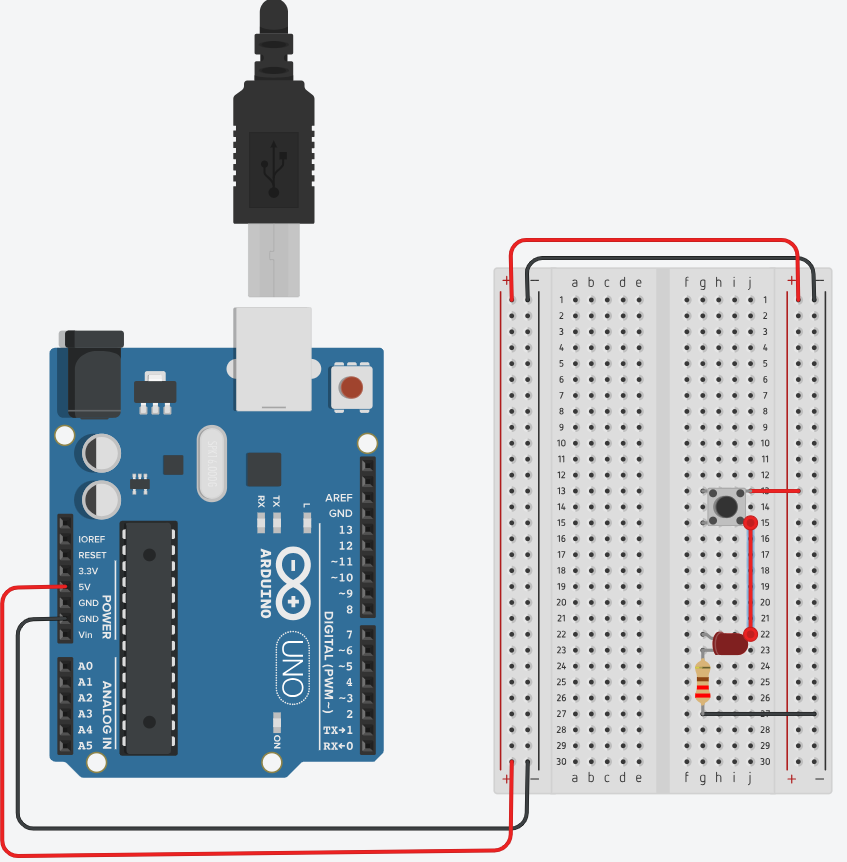 + − + −
a b c d e f g h i j
1 1
2 2
3 3
4 4
5 5
6 6
7 7
8 8
9 9
10 10
11 11
12 12
13 13
14 14
15 15
16 16
17 17
18 18
19 19
20 20
21 21
22 22
23 23
24 24
25 25
26 26
27 27
28 28
29 29
30 30
a b c d e f g h i j
+ − + −
RX
TX
L
AREF
GND
13
12
~11
~10
~9
8
7
~6
~5
4
~3
2
TX→1
RX←0
DIGITAL (PWM~)
IOREF
RESET
3.3V
5V
GND
GND
Vin
POWER
A0
A1
A2
A3
A4
A5
ANALOG IN
ARDUINO
UNO
ON